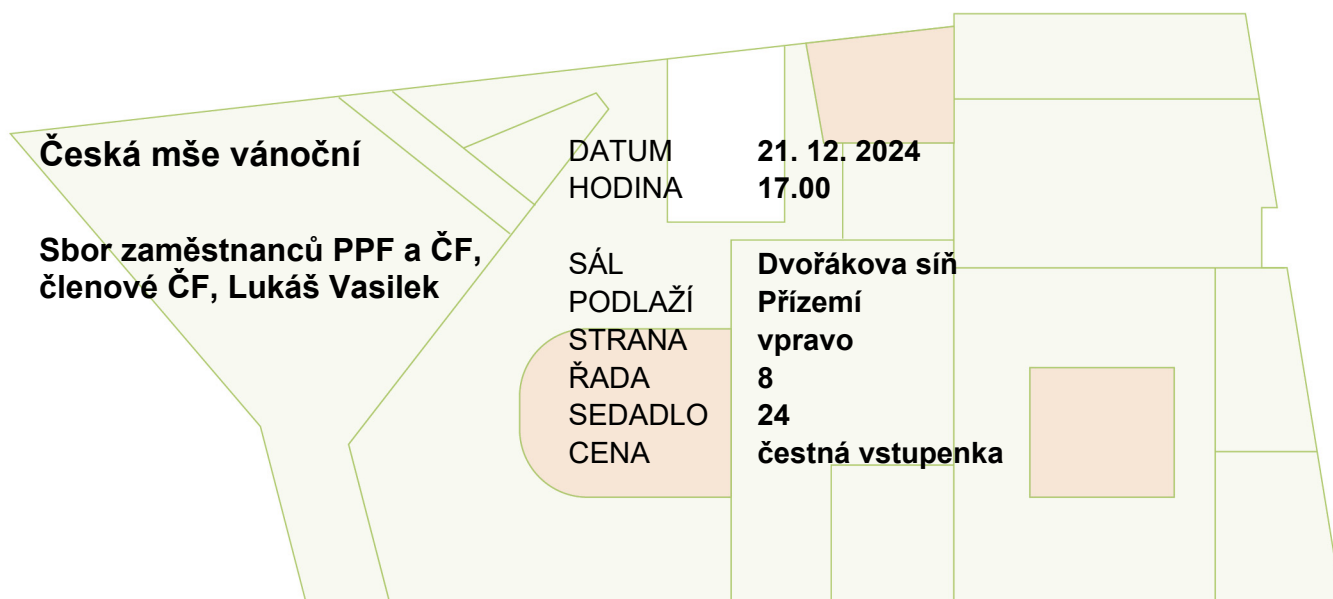 Česká mše vánoční
Sbor zaměstnanců PPF a ČF,
členové ČF, Lukáš Vasilek
DATUM 21. 12. 2024
HODINA 17.00
SÁL Dvořákova síň
PODLAŽÍ Přízemí
STRANA vpravo
ŘADA 8
SEDADLO 24
CENA čestná vstupenka